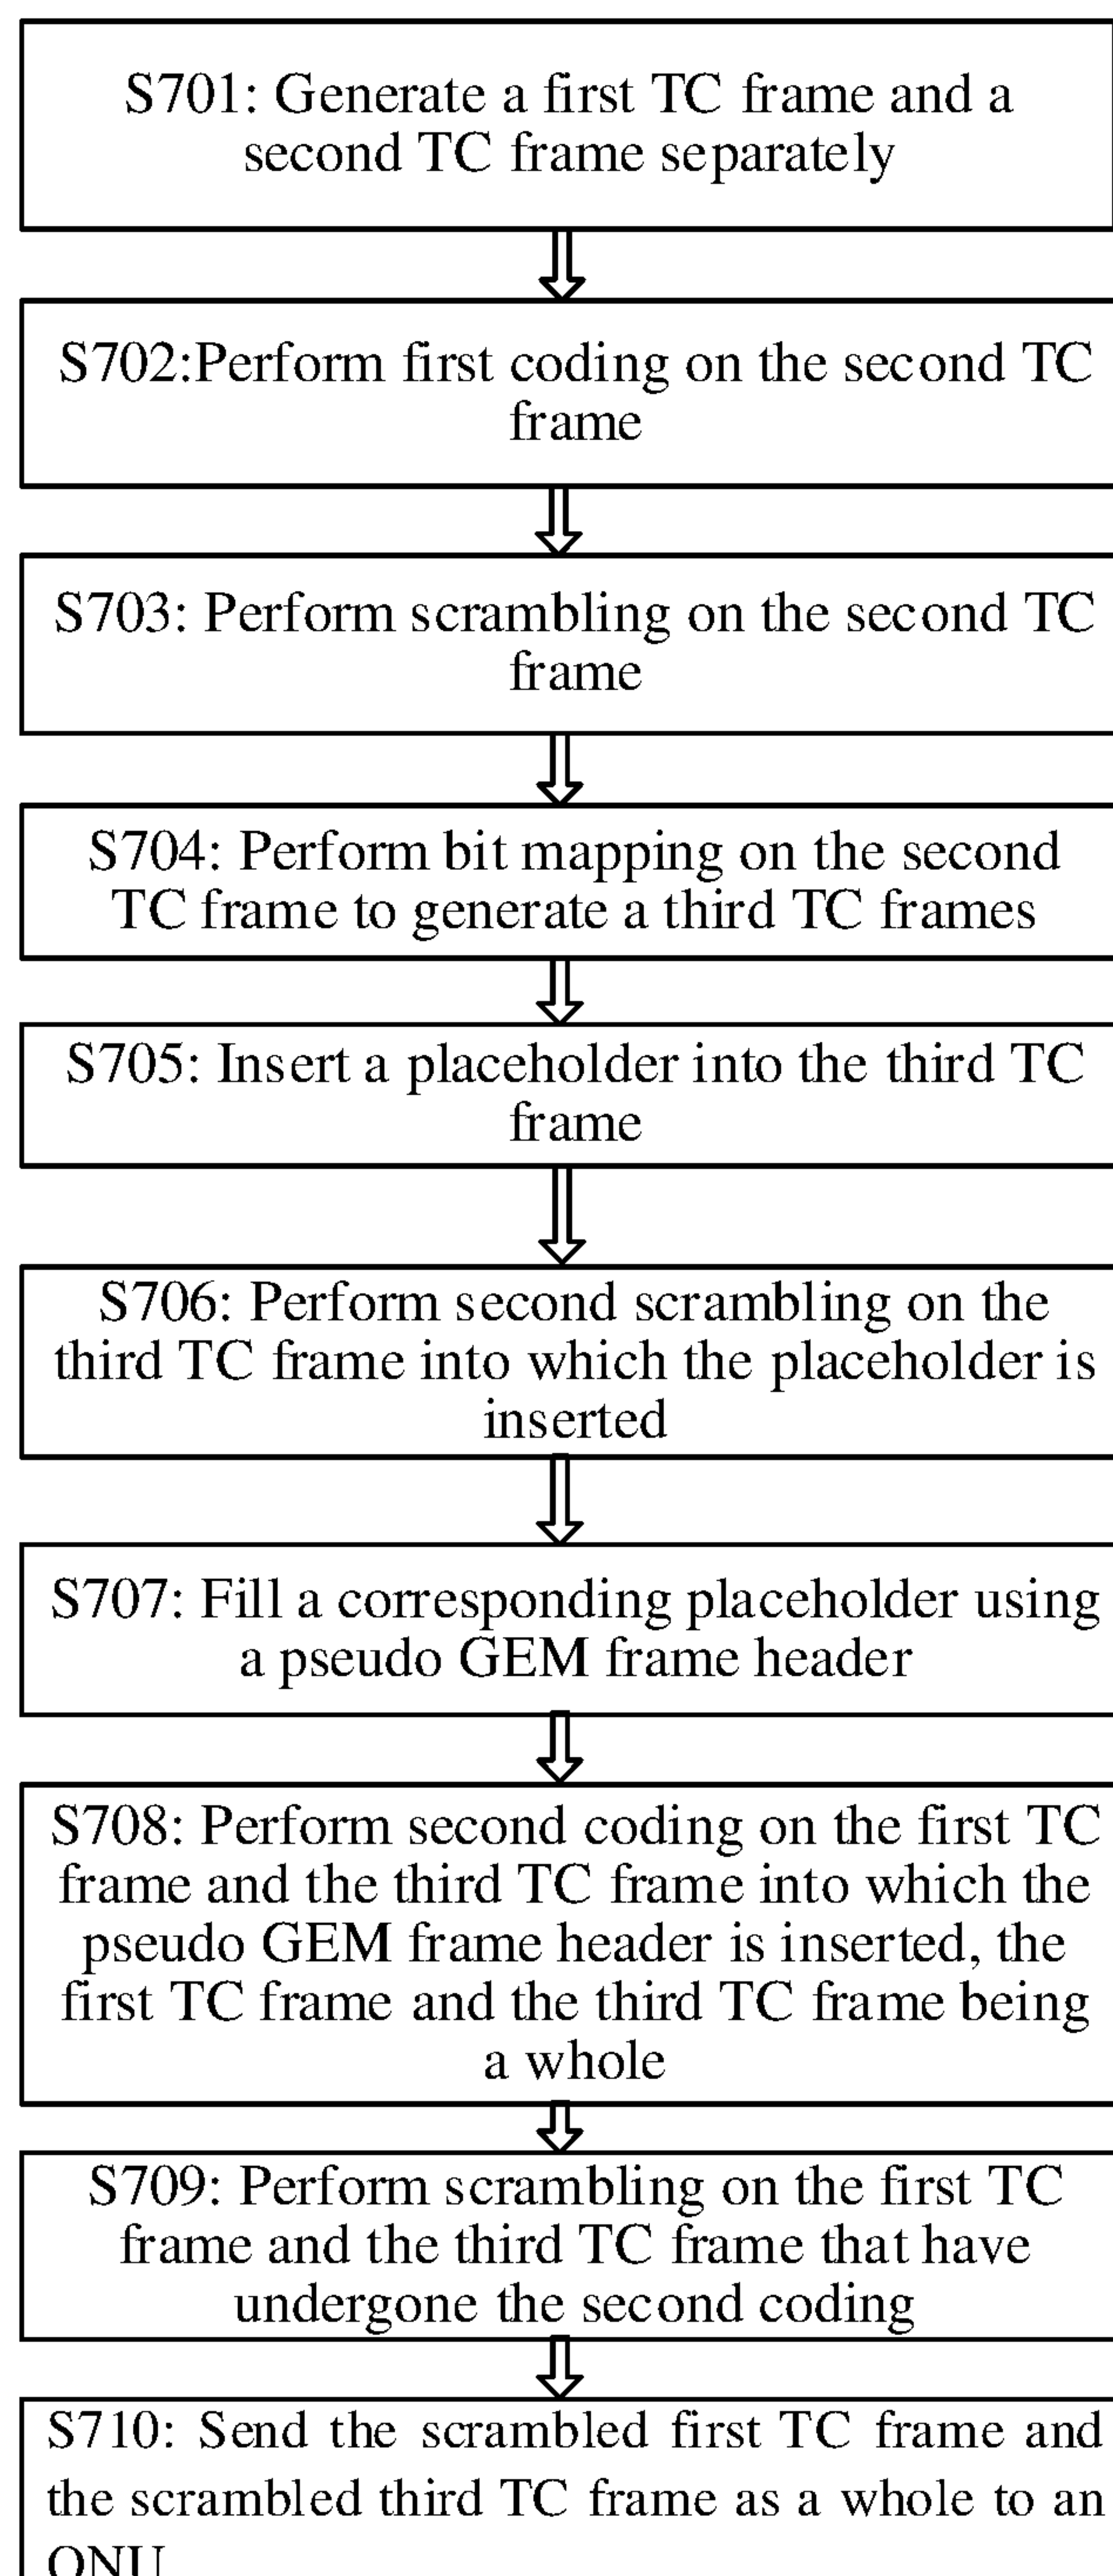 S701: Generate a first TC frame and a
second TC frame separately
S702:Perform first coding on the second TC
frame
S703: Perform scrambling on the second TC
frame
S704: Perform bit mapping on the second
TC frame to generate a third TC frames
S705: Insert a placeholder into the third TC
frame
S706: Perform second scrambling on the
third TC frame into which the placeholder is
inserted
S707: Fill a corresponding placeholder using
a pseudo GEM frame header
S708: Perform second coding on the first TC
frame and the third TC frame into which the
pseudo GEM frame header is inserted, the
first TC frame and the third TC frame being
a whole
S709: Perform scrambling on the first TC
frame and the third TC frame that have
undergone the second coding
S710: Send the scrambled first TC frame and
the scrambled third TC frame as a whole to an
ONU